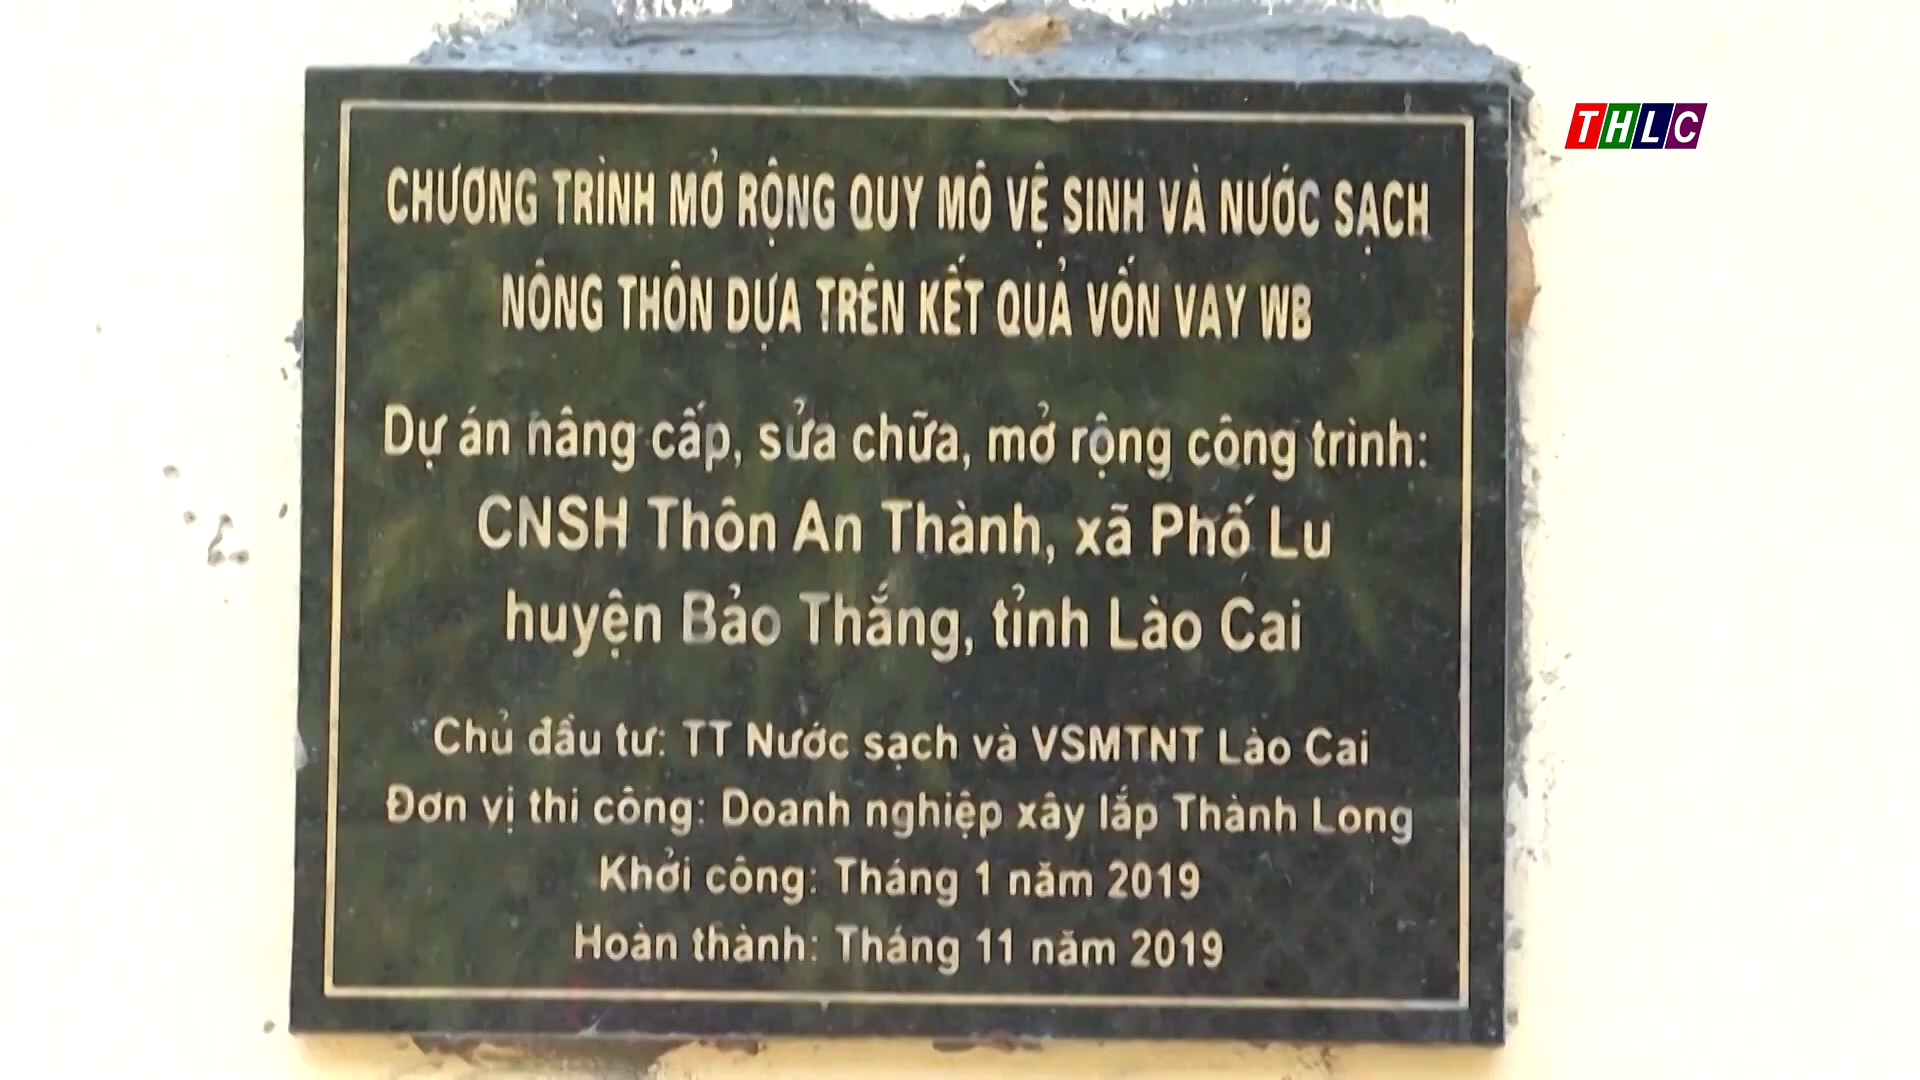 THLC
CHƯƠNG TRÌNH MỞ RỘNG QUY MÔ VỆ SINH VÀ NƯỚC SẠCH
NÔNG THÔN DỰA TRÊN KẾT QUẢ VỐN VAY WB
Dự án nâng cấp, sửa chữa, mở rộng công trình:
CNSH Thôn An Thành, xã Phố Lu
huyện Bảo Thắng, tỉnh Lào Cai
Chủ đầu tư: TT Nước sạch và VSMTNT Lào Cai
Đơn vị thi công: Doanh nghiệp xây lắp Thành Long
Khởi công: Tháng 1 năm 2019
Hoàn thành: Tháng 11 năm 2019